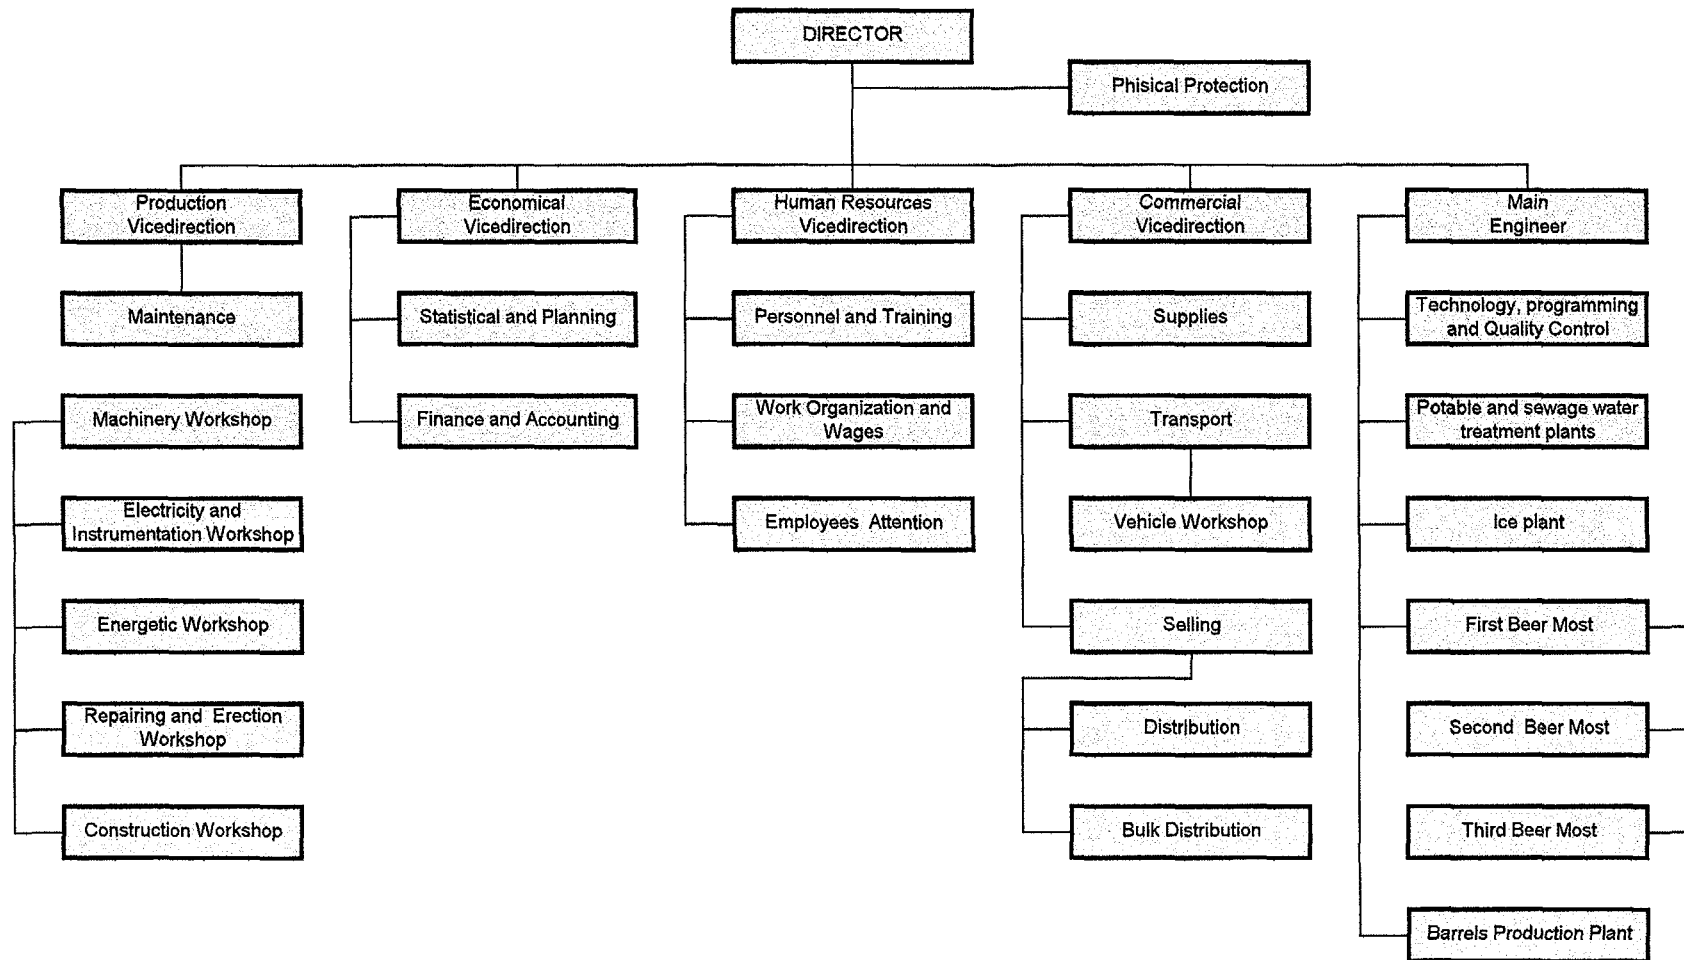 DIRECTOR
Phisical Protection
Production
Vicedirection
Economical
Vicedirection
Human Resources
Vicedirection
Commercial
Vicedirection
Main
Engineer
Maintenance
Statistical and Planning
Personnel and Training
Supplies
Technology, programming
and Quality Control
Machinery Workshop
Finance and Accounting
Work Organization and
Wages
Transport
Potable and sewage water
treatment plants
Electricity and
Instrumentation Workshop
Employees Attention
Vehicle Workshop
Ice plant
Energetic Workshop
Selling
First Beer Most
Repairing and Erection
Workshop
Distribution
Second Beer Most
Construction Workshop
Bulk Distribution
Third Beer Most
Barrels Production Plant